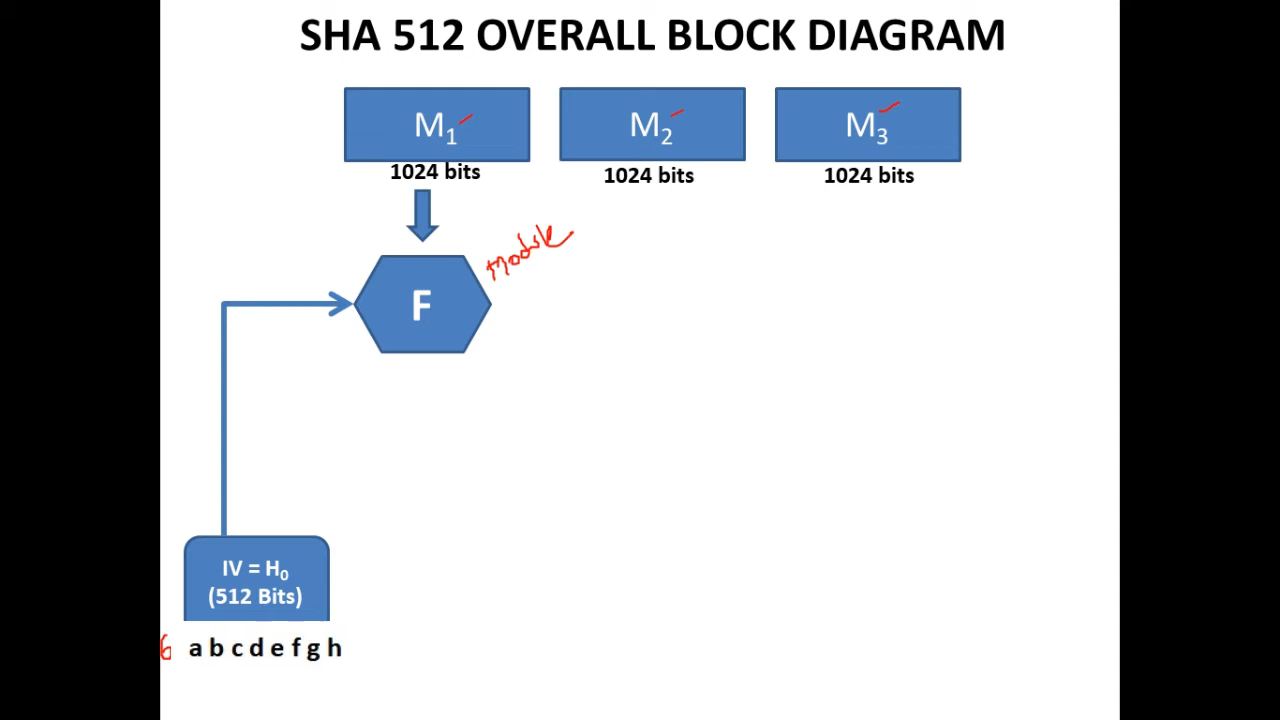 SHA 512 OVERALL BLOCK DIAGRAM
M1 M2 M3
1024 bits 1024 bits 1024 bits
Module
F
IV = H0
(512 Bits)
6 a b c d e f g h